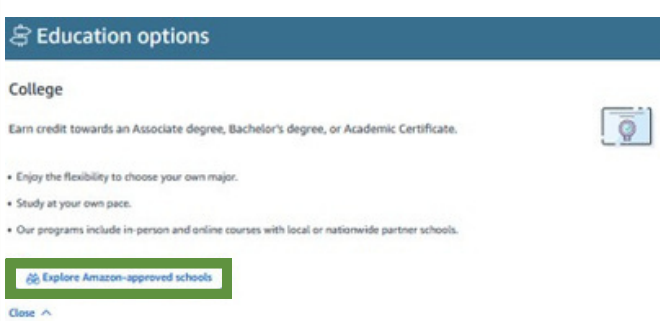 Education options
College
Earn credit towards an Associate degree, Bachelor's degree, or Academic Certificate.
• Enjoy the flexibility to choose your own major.
• Study at your own pace.
• Our programs include in-person and online courses with local or nationwide partner schools.
Explore Amazon-approved schools
Close